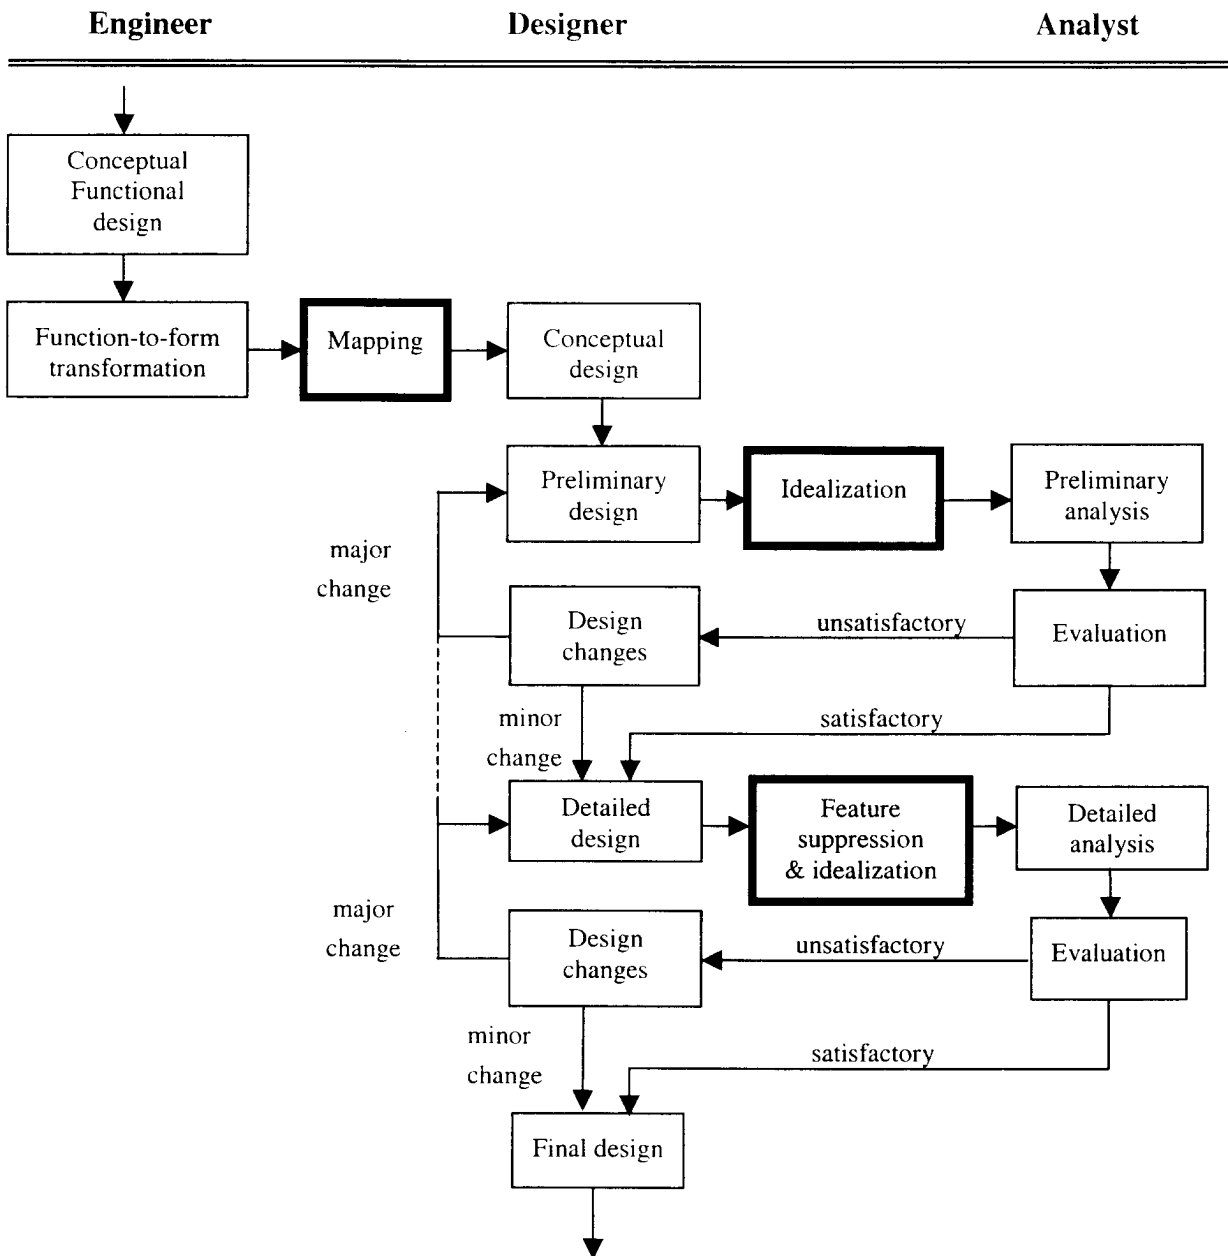 Engineer
Designer
Analyst
Conceptual
Functional
design
Function-to-form
transformation
Mapping
Conceptual
design
Preliminary
design
Idealization
Preliminary
analysis
major
change
Design
changes
unsatisfactory
Evaluation
minor
change
satisfactory
Detailed
design
Feature
suppression
& idealization
Detailed
analysis
major
change
Design
changes
unsatisfactory
Evaluation
minor
change
satisfactory
Final design